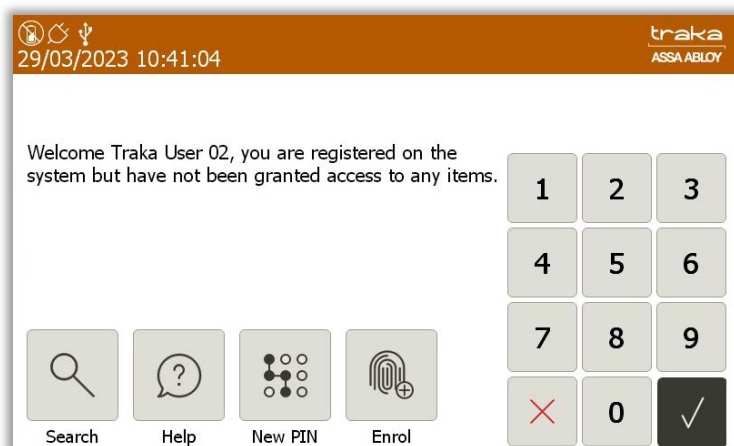 29/03/2023 10:41:04
traka
ASSA ABLOY
Welcome Traka User 02, you are registered on the
system but have not been granted access to any items.
1 2 3
4 5 6
7 8 9
0
?
Search Help New PIN Enrol